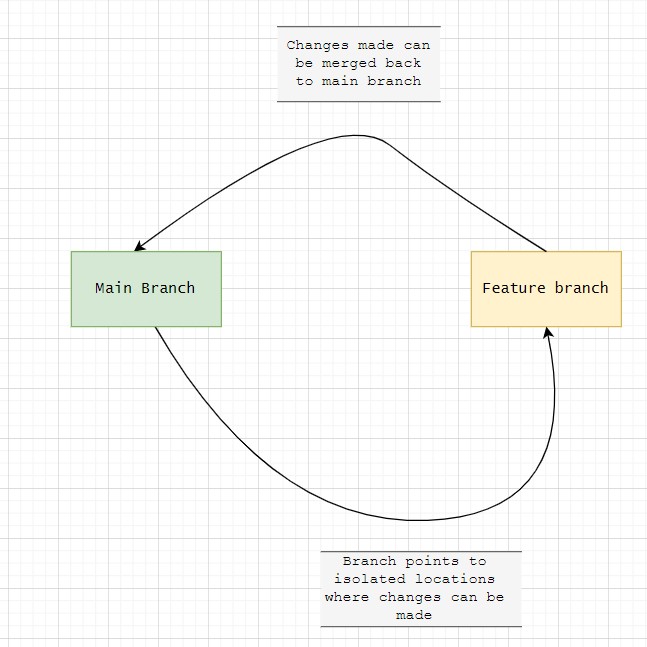 Changes made can
be merged back
to main branch
Main Branch
Feature branch
Branch points to
isolated locations
where changes can be
made